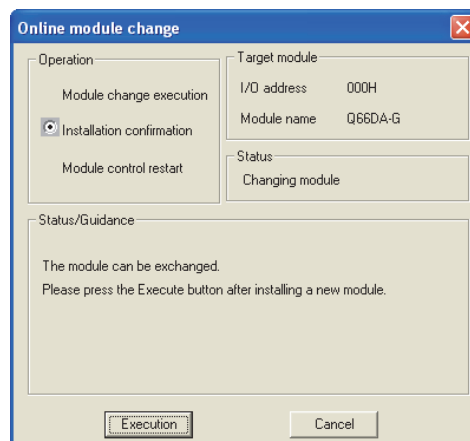 Online module change
Operation
Module change execution
Installation confirmation
Module control restart
Target module
I/O address 000H
Module name Q66DA-G
Status
Changing module
Status/Guidance
The module can be exchanged.
Please press the Execute button after installing a new module.
Execution Cancel